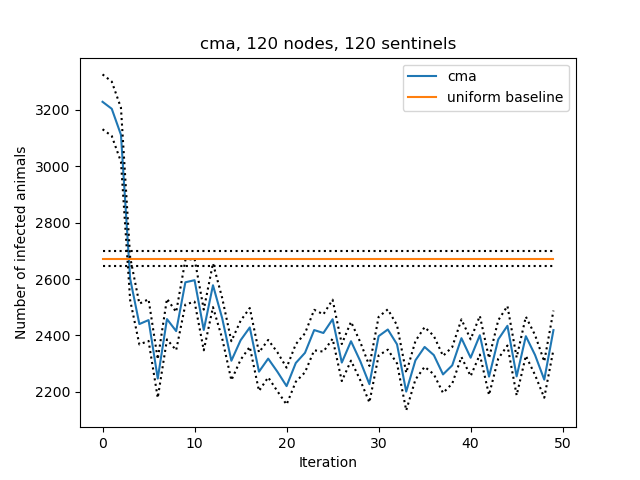 cma, 120 nodes, 120 sentinels
cma
uniform baseline
Number of infected animals
3200
3000
2800
2600
2400
2200
0
10
20
30
40
50
Iteration